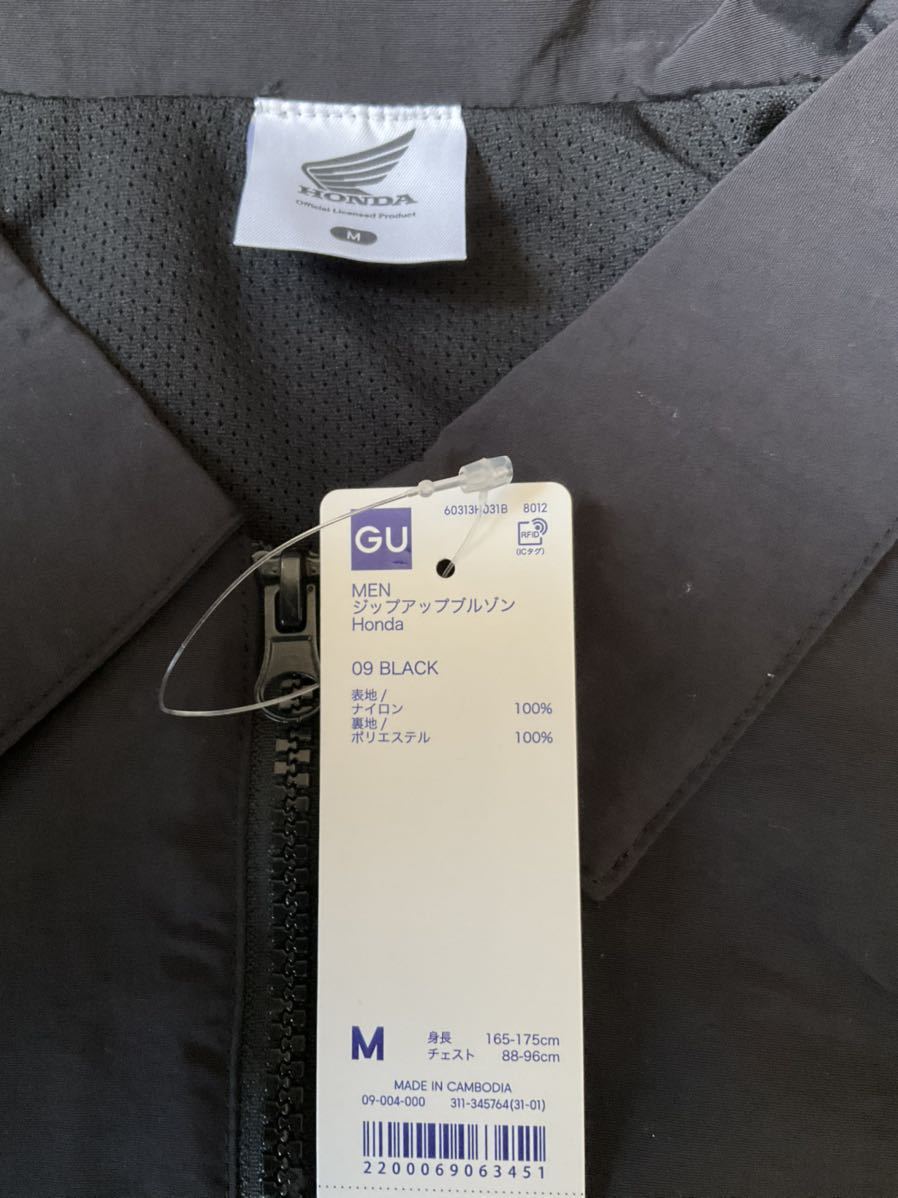 HONDA
Official Licensed Product
M
60313H031B 8012
GU
RFID
(ICタグ)
MEN
ジップアップブルゾン
Honda
09 BLACK
表地/
ナイロン 100%
裏地/
ポリエステル 100%
M 身長 165-175cm
チェスト 88-96cm
MADE IN CAMBODIA
09-004-000 311-345764(31-01)
2200069063451